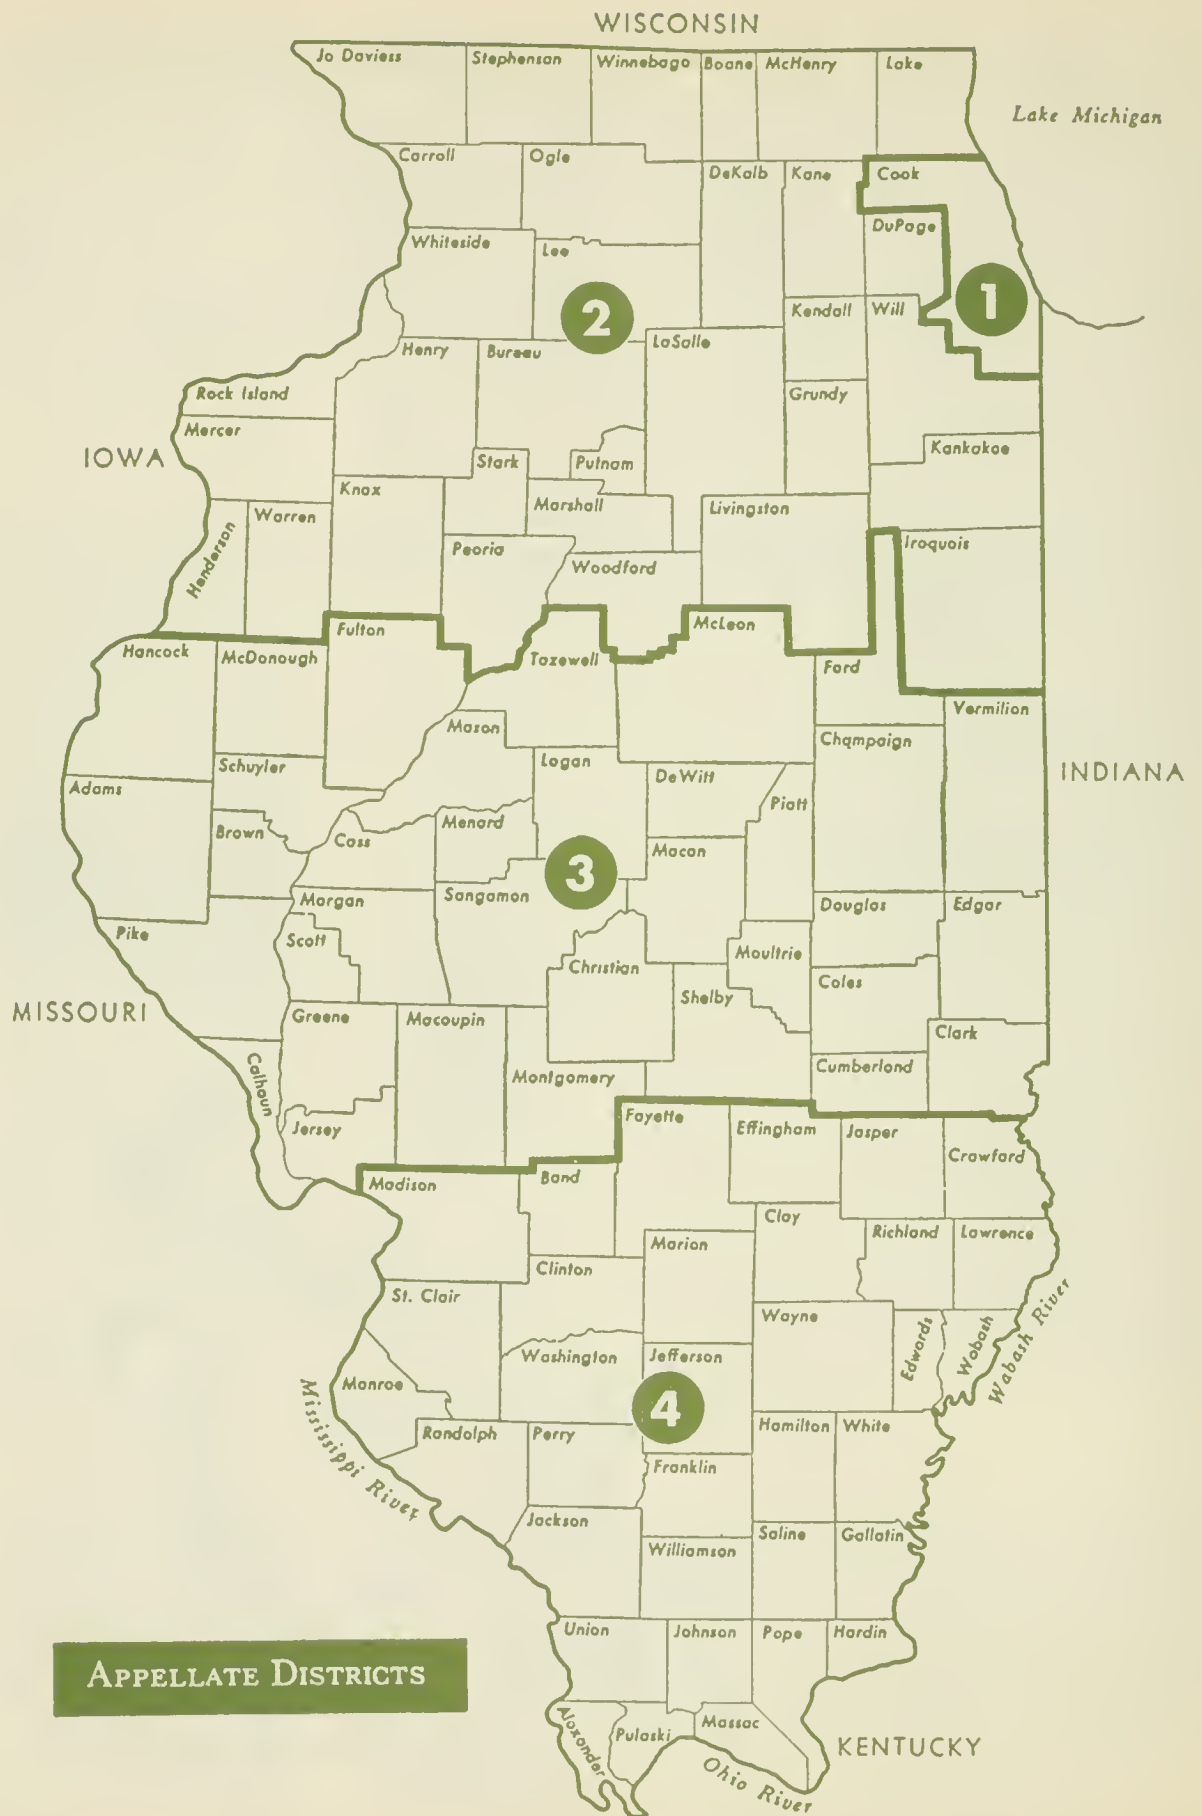 WISCONSIN
Jo Daviess
Stephenson
Winnebago
Boone
McHenry
Lake
Lake Michigan
Carroll
Ogle
DeKalb
Kane
Cook
DuPage
Whiteside
Lee
2
1
Kendall
Will
Henry
Bureau
LaSalle
Rock Island
Grundy
Mercer
IOWA
Kankakee
Stark
Putnam
Knox
Marshall
Livingston
Warren
Henderson
Peoria
Woodford
Iroquois
Fulton
McLean
Hancock
McDonough
Tazewell
Ford
Vermilion
Mason
Champaign
Logan
Schuyler
DeWitt
INDIANA
Adams
Piatt
Brown
Cass
Menard
Macon
3
Morgan
Sangamon
Douglas
Edgar
Pike
Scott
Moultrie
Christian
Coles
Shelby
MISSOURI
Greene
Macoupin
Clark
Calhoun
Montgomery
Cumberland
Jersey
Fayette
Effingham
Jasper
Crawford
Madison
Bond
Clay
Richland
Lawrence
Marion
Clinton
St. Clair
Wayne
Edwards
Wabash
Wabash River
Washington
Jefferson
Monroe
4
Mississippi River
Randolph
Perry
Hamilton
White
Franklin
Jackson
Saline
Gallatin
Williamson
Union
Johnson
Pope
Hardin
APPELLATE DISTRICTS
Alexander
Pulaski
Massac
KENTUCKY
Ohio River